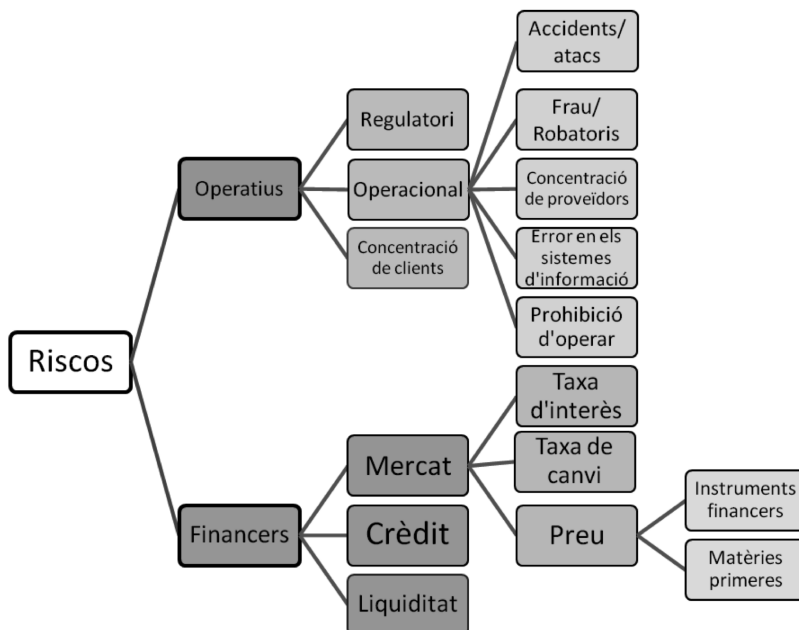 Riscos
Operatius
Regulatori
Operacional
Accidents/
atacs
Frau/
Robatoris
Concentració
de proveïdors
Error en els
sistemes
d'informació
Prohibició
d'operar
Concentració
de clients
Financers
Mercat
Taxa
d'interès
Taxa de
canvi
Preu
Instruments
financers
Matèries
primeres
Crèdit
Liquiditat